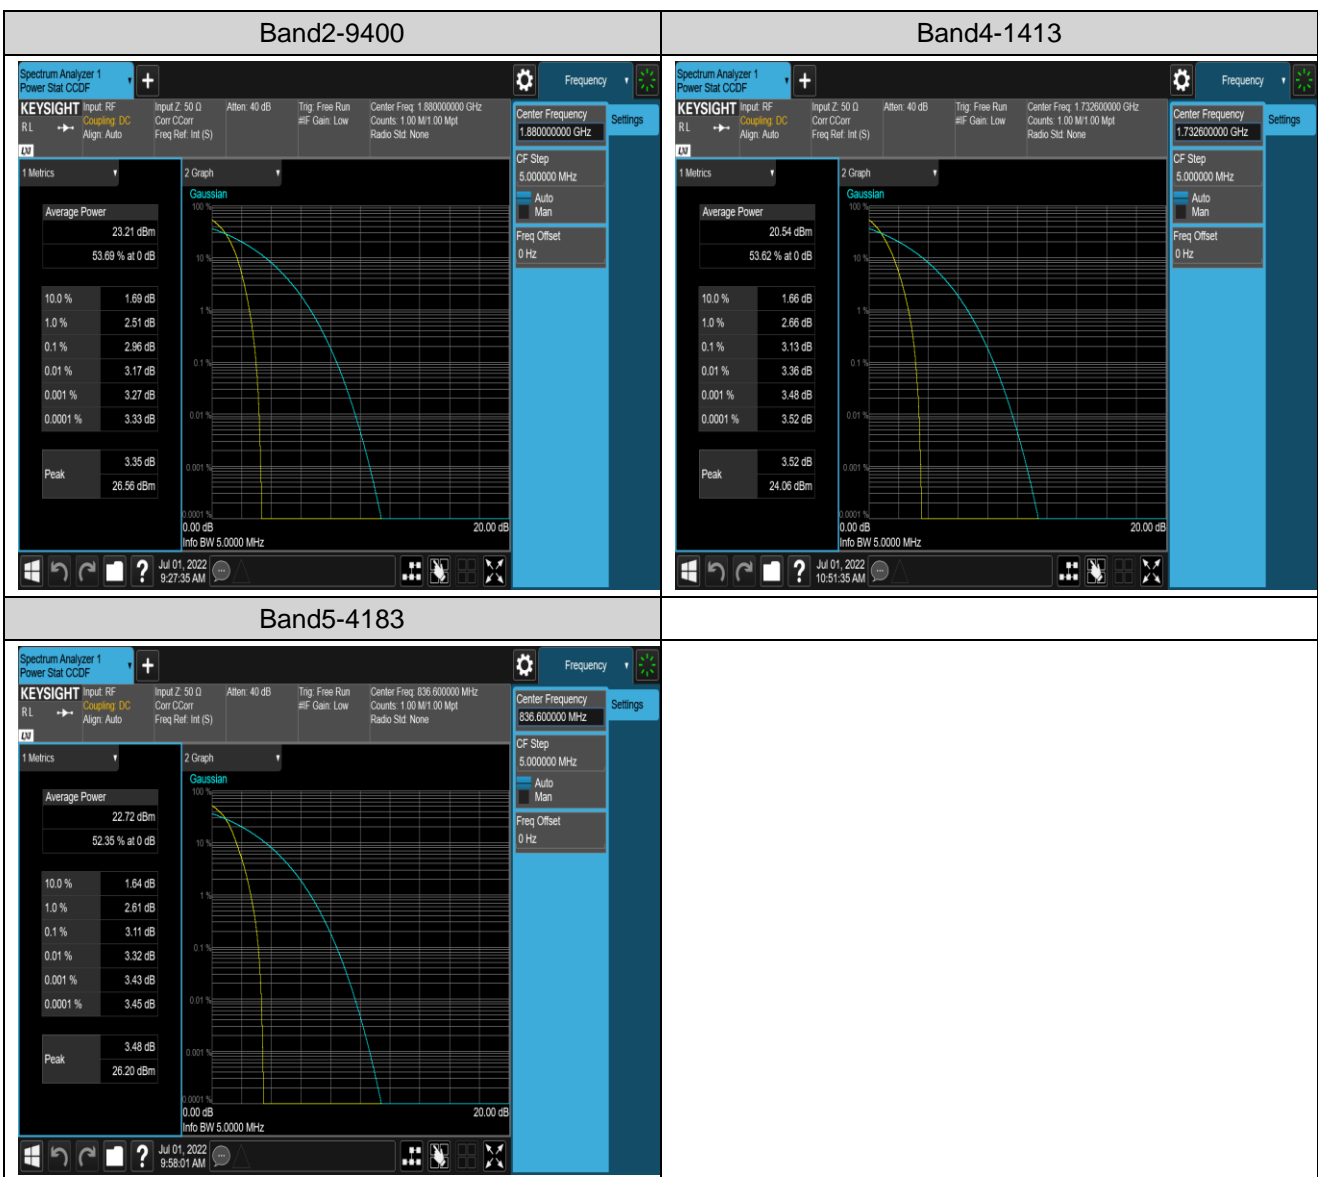 Band2-9400
Band4-1413
Spectrum Analyzer 1
Power Stat CCDF
Frequency
KEYSIGHT
RL
LXI
Input: RF
Coupling: DC
Align: Auto
Input Z: 50 Ω
Corr CCorr
Freq Ref: Int (S)
Atten: 40 dB
Trig: Free Run
#IF Gain: Low
Center Freq: 1.880000000 GHz
Counts: 1.00 M/1.00 Mpt
Radio Std: None
Center Frequency
1.880000000 GHz
Settings
CF Step
5.000000 MHz
Auto
Man
Freq Offset
0 Hz
1 Metrics
2 Graph
Gaussian
Average Power
23.21 dBm
53.69 % at 0 dB
10.0 % 1.69 dB
1.0 % 2.51 dB
0.1 % 2.96 dB
0.01 % 3.17 dB
0.001 % 3.27 dB
0.0001 % 3.33 dB
Peak
3.35 dB
26.56 dBm
100 %
10 %
1 %
0.1 %
0.01 %
0.001 %
0.0001 %
0.00 dB
20.00 dB
Info BW 5.0000 MHz
?
Jul 01, 2022
9:27:35 AM
Spectrum Analyzer 1
Power Stat CCDF
Frequency
KEYSIGHT
RL
LXI
Input: RF
Coupling: DC
Align: Auto
Input Z: 50 Ω
Corr CCorr
Freq Ref: Int (S)
Atten: 40 dB
Trig: Free Run
#IF Gain: Low
Center Freq: 1.732600000 GHz
Counts: 1.00 M/1.00 Mpt
Radio Std: None
Center Frequency
1.732600000 GHz
Settings
CF Step
5.000000 MHz
Auto
Man
Freq Offset
0 Hz
1 Metrics
2 Graph
Gaussian
Average Power
20.54 dBm
53.62 % at 0 dB
10.0 % 1.66 dB
1.0 % 2.66 dB
0.1 % 3.13 dB
0.01 % 3.36 dB
0.001 % 3.48 dB
0.0001 % 3.52 dB
Peak
3.52 dB
24.06 dBm
100 %
10 %
1 %
0.1 %
0.01 %
0.001 %
0.0001 %
0.00 dB
20.00 dB
Info BW 5.0000 MHz
?
Jul 01, 2022
10:51:35 AM
Band5-4183
Spectrum Analyzer 1
Power Stat CCDF
Frequency
KEYSIGHT
RL
LXI
Input: RF
Coupling: DC
Align: Auto
Input Z: 50 Ω
Corr CCorr
Freq Ref: Int (S)
Atten: 40 dB
Trig: Free Run
#IF Gain: Low
Center Freq: 836.600000 MHz
Counts: 1.00 M/1.00 Mpt
Radio Std: None
Center Frequency
836.600000 MHz
Settings
CF Step
5.000000 MHz
Auto
Man
Freq Offset
0 Hz
1 Metrics
2 Graph
Gaussian
Average Power
22.72 dBm
52.35 % at 0 dB
10.0 % 1.64 dB
1.0 % 2.61 dB
0.1 % 3.11 dB
0.01 % 3.32 dB
0.001 % 3.43 dB
0.0001 % 3.45 dB
Peak
3.48 dB
26.20 dBm
100 %
10 %
1 %
0.1 %
0.01 %
0.001 %
0.0001 %
0.00 dB
20.00 dB
Info BW 5.0000 MHz
?
Jul 01, 2022
9:58:01 AM